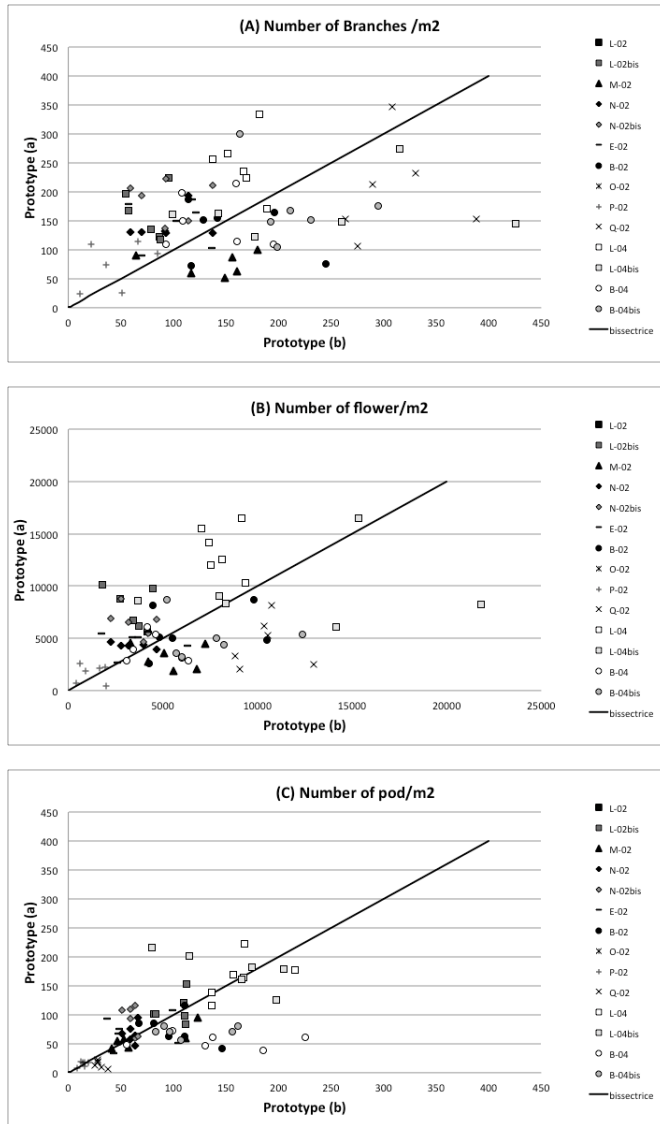 (A) Number of Branches /m2
450
400
350
300
250
200
150
100
50
0
Prototype (a)
0 50 100 150 200 250 300 350 400 450
Prototype (b)
L-02
L-02bis
M-02
N-02
N-02bis
E-02
B-02
O-02
P-02
Q-02
L-04
L-04bis
B-04
B-04bis
bissectrice
(B) Number of flower/m2
25000
20000
15000
10000
5000
0
Prototype (a)
0 5000 10000 15000 20000 25000
Prototype (b)
L-02
L-02bis
M-02
N-02
N-02bis
E-02
B-02
O-02
P-02
Q-02
L-04
L-04bis
B-04
B-04bis
bissectrice
(C) Number of pod/m2
450
400
350
300
250
200
150
100
50
0
Prototype (a)
0 50 100 150 200 250 300 350 400 450
Prototype (b)
L-02
L-02bis
M-02
N-02
N-02bis
E-02
B-02
O-02
P-02
Q-02
L-04
L-04bis
B-04
B-04bis
bissectrice